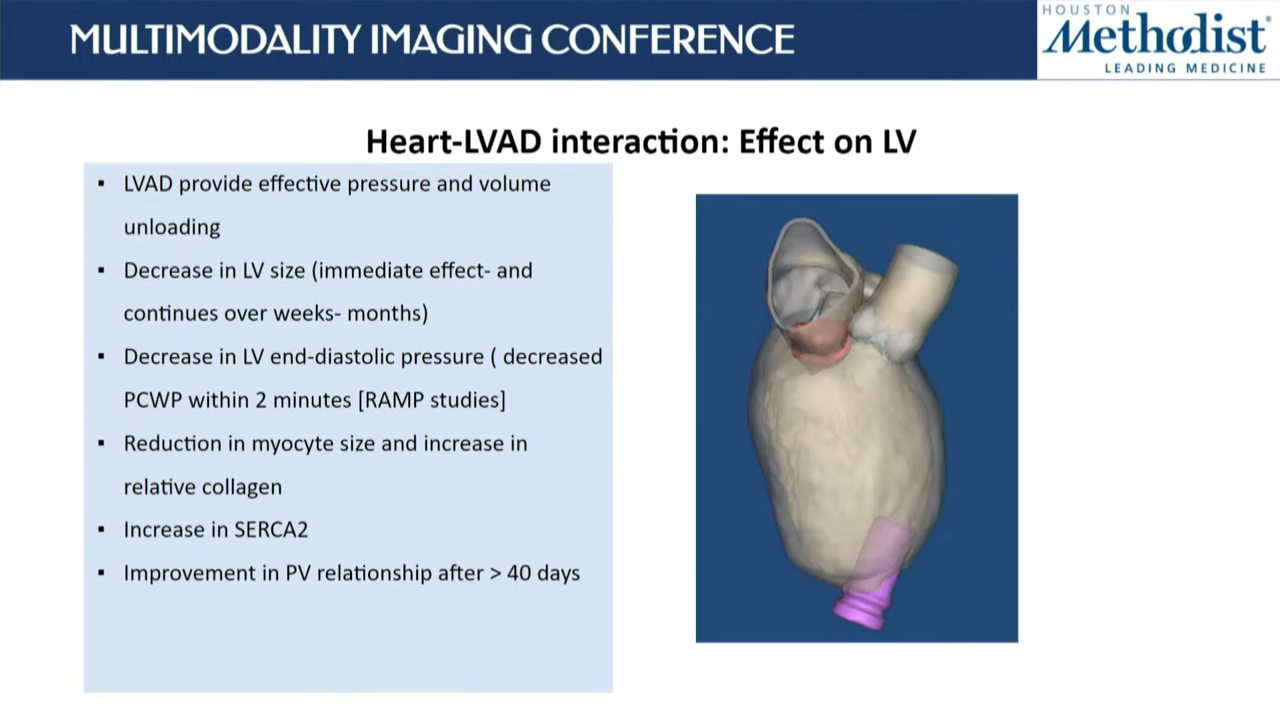 MULTIMODALITY IMAGING CONFERENCE
HOUSTON
Methodist®
LEADING MEDICINE
Heart-LVAD interaction: Effect on LV
▪ LVAD provide effective pressure and volume
unloading
▪ Decrease in LV size (immediate effect- and
continues over weeks- months)
▪ Decrease in LV end-diastolic pressure ( decreased
PCWP within 2 minutes [RAMP studies]
▪ Reduction in myocyte size and increase in
relative collagen
▪ Increase in SERCA2
▪ Improvement in PV relationship after > 40 days